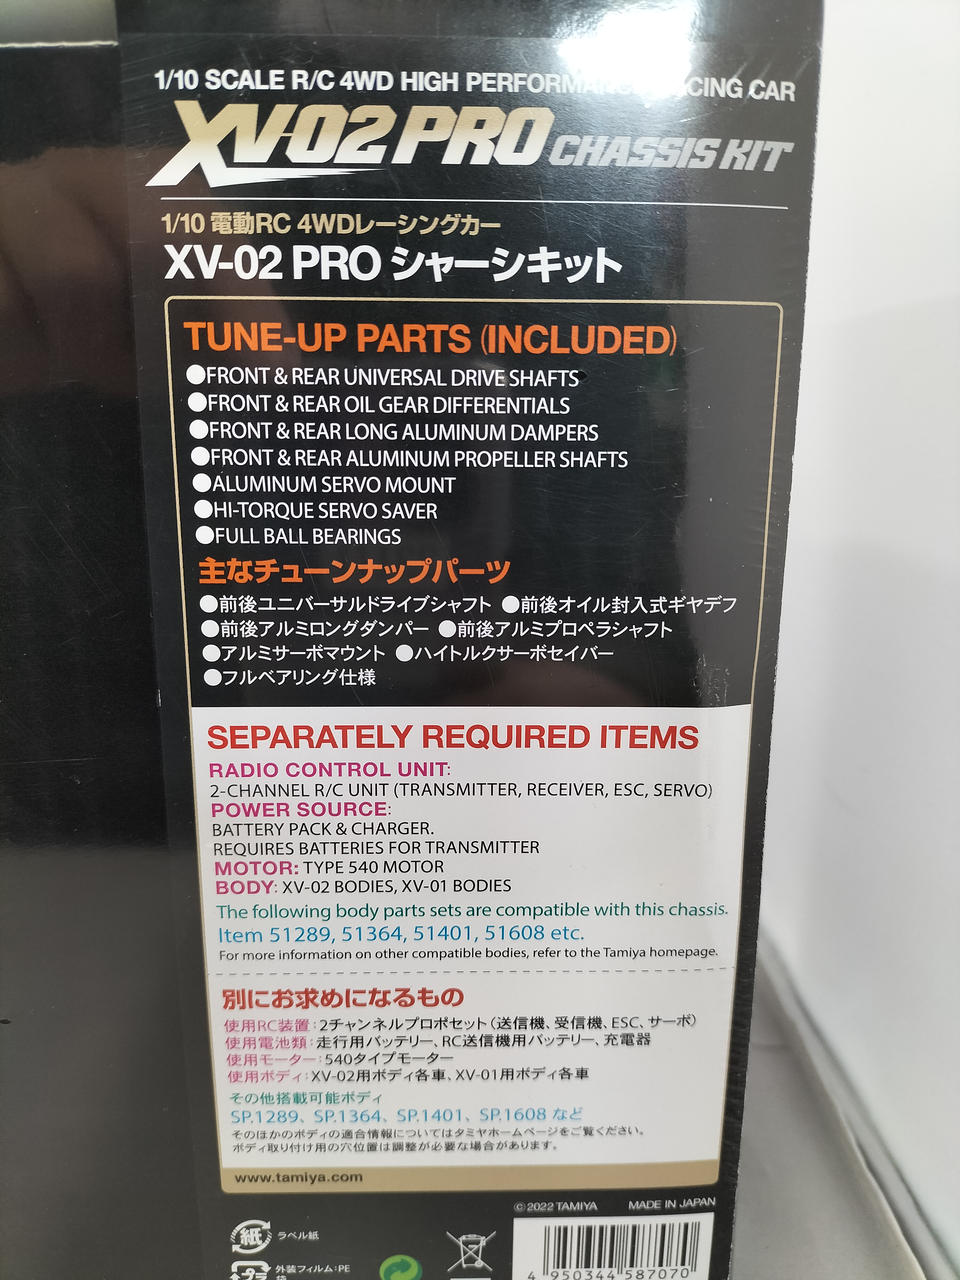 1/10 SCALE R/C 4WD HIGH PERFORMANCE RACING CAR
XV-02 PRO CHASSIS KIT
1/10 電動RC 4WDレーシングカー
XV-02 PRO シャーシキット
TUNE-UP PARTS (INCLUDED)
●FRONT & REAR UNIVERSAL DRIVE SHAFTS
●FRONT & REAR OIL GEAR DIFFERENTIALS
●FRONT & REAR LONG ALUMINUM DAMPERS
●FRONT & REAR ALUMINUM PROPELLER SHAFTS
●ALUMINUM SERVO MOUNT
●HI-TORQUE SERVO SAVER
●FULL BALL BEARINGS
主なチューンナップパーツ
●前後ユニバーサルドライブシャフト ●前後オイル封入式ギヤデフ
●前後アルミロングダンパー ●前後アルミプロペラシャフト
●アルミサーボマウント ●ハイトルクサーボセイバー
●フルベアリング仕様
SEPARATELY REQUIRED ITEMS
RADIO CONTROL UNIT:
2-CHANNEL R/C UNIT (TRANSMITTER, RECEIVER, ESC, SERVO)
POWER SOURCE:
BATTERY PACK & CHARGER.
REQUIRES BATTERIES FOR TRANSMITTER
MOTOR: TYPE 540 MOTOR
BODY: XV-02 BODIES, XV-01 BODIES
The following body parts sets are compatible with this chassis.
Item 51289, 51364, 51401, 51608 etc.
For more information on other compatible bodies, refer to the Tamiya homepage.
別にお求めになるもの
使用RC装置:2チャンネルプロポセット(送信機、受信機、ESC、サーボ)
使用電池類:走行用バッテリー、RC送信機用バッテリー、充電器
使用モーター:540タイプモーター
使用ボディ:XV-02用ボディ各車、XV-01用ボディ各車
その他搭載可能ボディ
SP.1289、SP.1364、SP.1401、SP.1608 など
そのほかのボディの適合情報についてはタミヤホームページをご覧ください。
ボディ取り付け用の穴位置は調整が必要な場合があります。
www.tamiya.com
© 2022 TAMIYA MADE IN JAPAN
紙 ラベル紙
プラ 外装フィルム:PE
袋
4 950344 587070